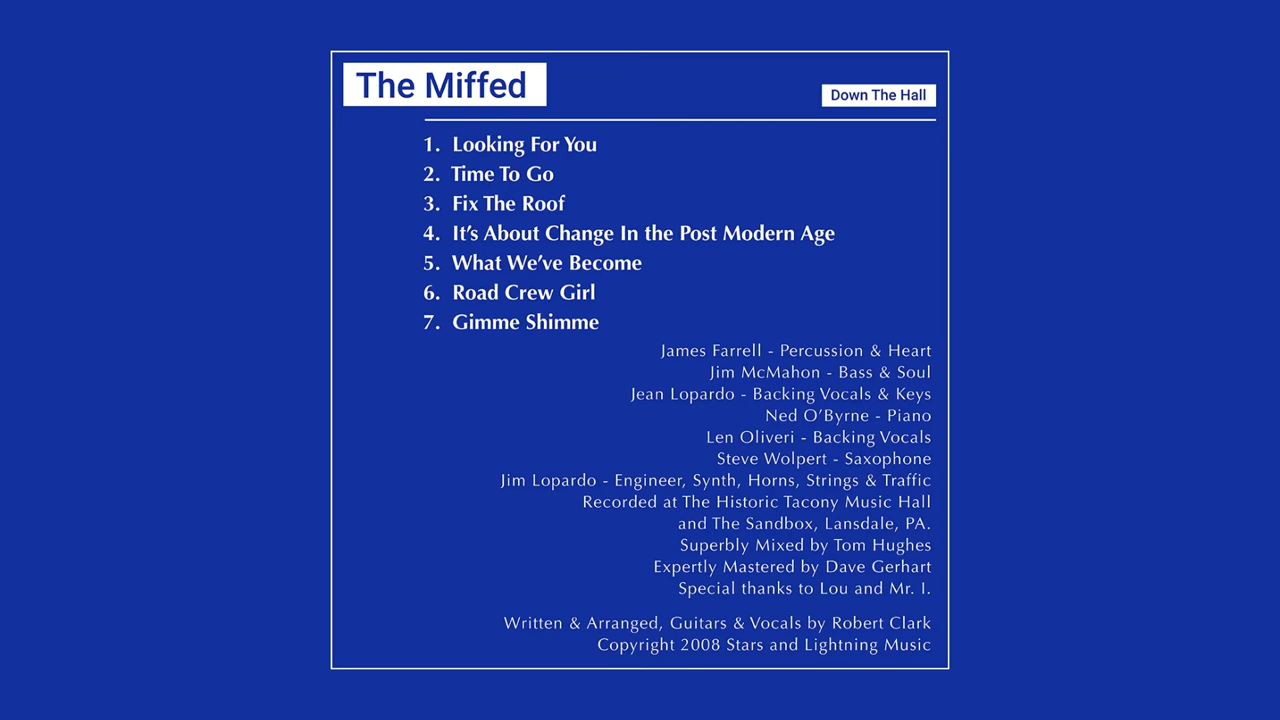 The Miffed
Down The Hall
1. Looking For You
2. Time To Go
3. Fix The Roof
4. It’s About Change In the Post Modern Age
5. What We’ve Become
6. Road Crew Girl
7. Gimme Shimme
James Farrell - Percussion & Heart
Jim McMahon - Bass & Soul
Jean Lopardo - Backing Vocals & Keys
Ned O’Byrne - Piano
Len Oliveri - Backing Vocals
Steve Wolpert - Saxophone
Jim Lopardo - Engineer, Synth, Horns, Strings & Traffic
Recorded at The Historic Tacony Music Hall
and The Sandbox, Lansdale, PA.
Superbly Mixed by Tom Hughes
Expertly Mastered by Dave Gerhart
Special thanks to Lou and Mr. I.
Written & Arranged, Guitars & Vocals by Robert Clark
Copyright 2008 Stars and Lightning Music